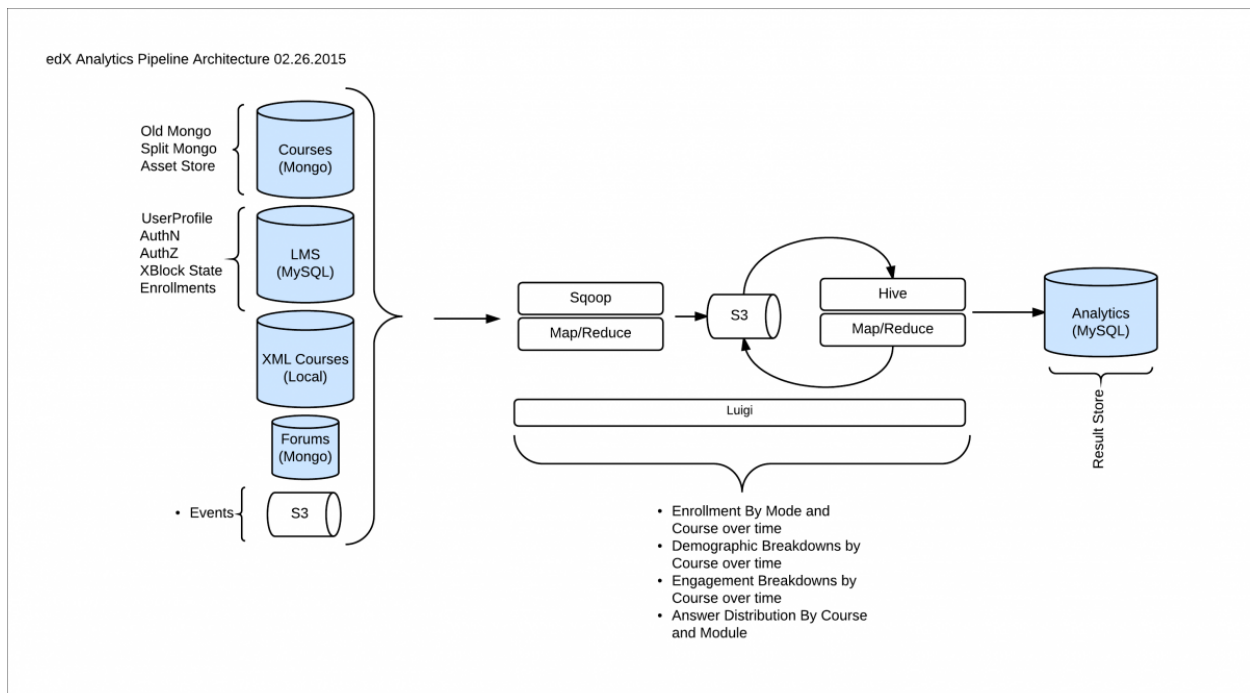 edX Analytics Pipeline Architecture 02.26.2015
Old Mongo
Split Mongo
Asset Store
Courses
(Mongo)
UserProfile
AuthN
AuthZ
XBlock State
Enrollments
LMS
(MySQL)
XML Courses
(Local)
Forums
(Mongo)
• Events
S3
Sqoop
Map/Reduce
S3
Hive
Map/Reduce
Analytics
(MySQL)
Result Store
Luigi
• Enrollment By Mode and
Course over time
• Demographic Breakdowns by
Course over time
• Engagement Breakdowns by
Course over time
• Answer Distribution By Course
and Module